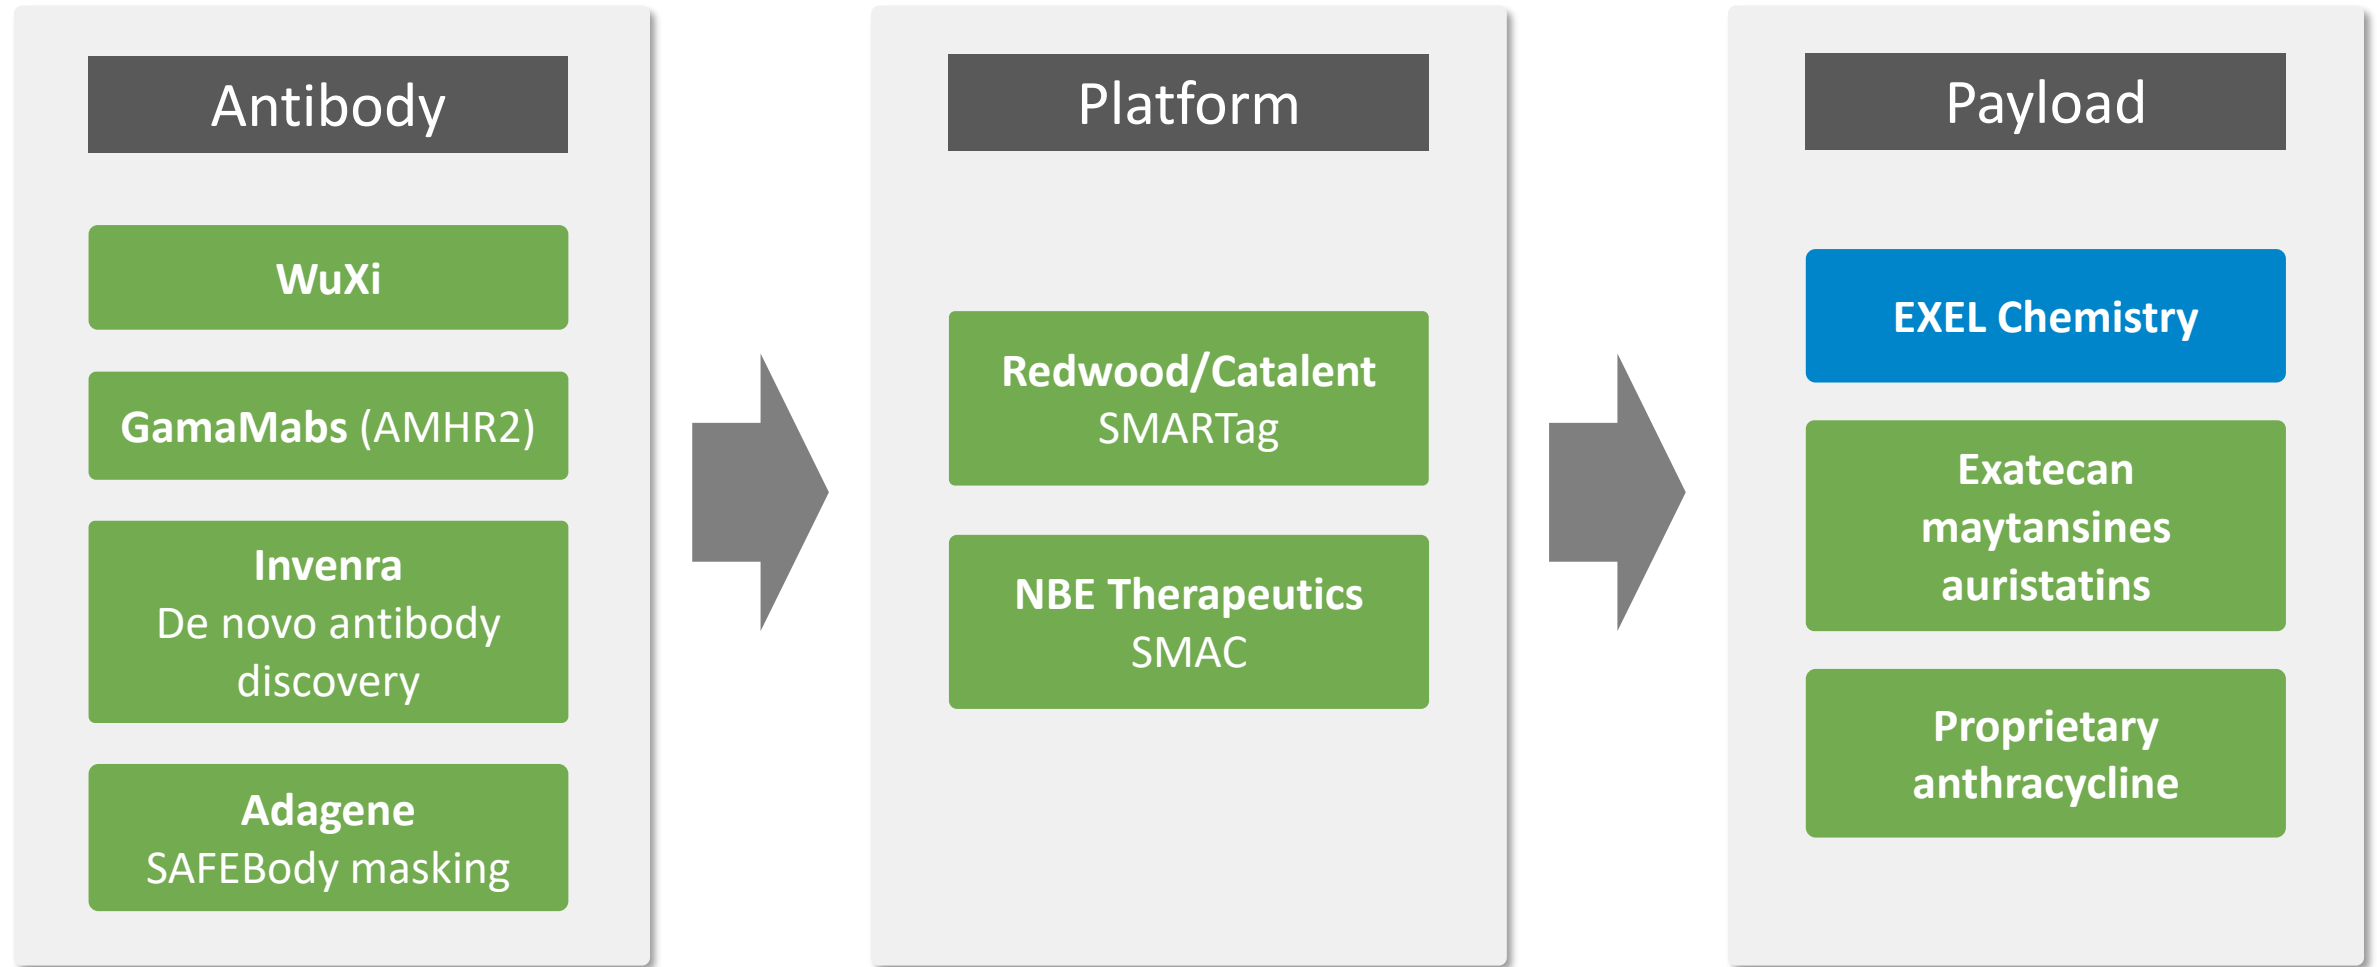 Antibody
WuXi
GamaMabs (AMHR2)
Invenra
De novo antibody
discovery
Adagene
SAFEBody masking
Platform
Redwood/Catalent
SMARTag
NBE Therapeutics
SMAC
Payload
EXEL Chemistry
Exatecan
maytansines
auristatins
Proprietary
anthracycline